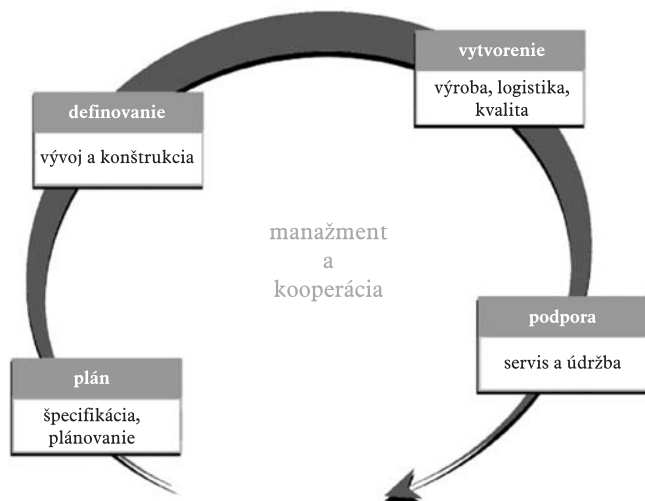 vytvorenie
výroba, logistika,
kvalita
definovanie
vývoj a konštrukcia
manažment
a
kooperácia
podpora
servis a údržba
plán
špecifikácia,
plánovanie